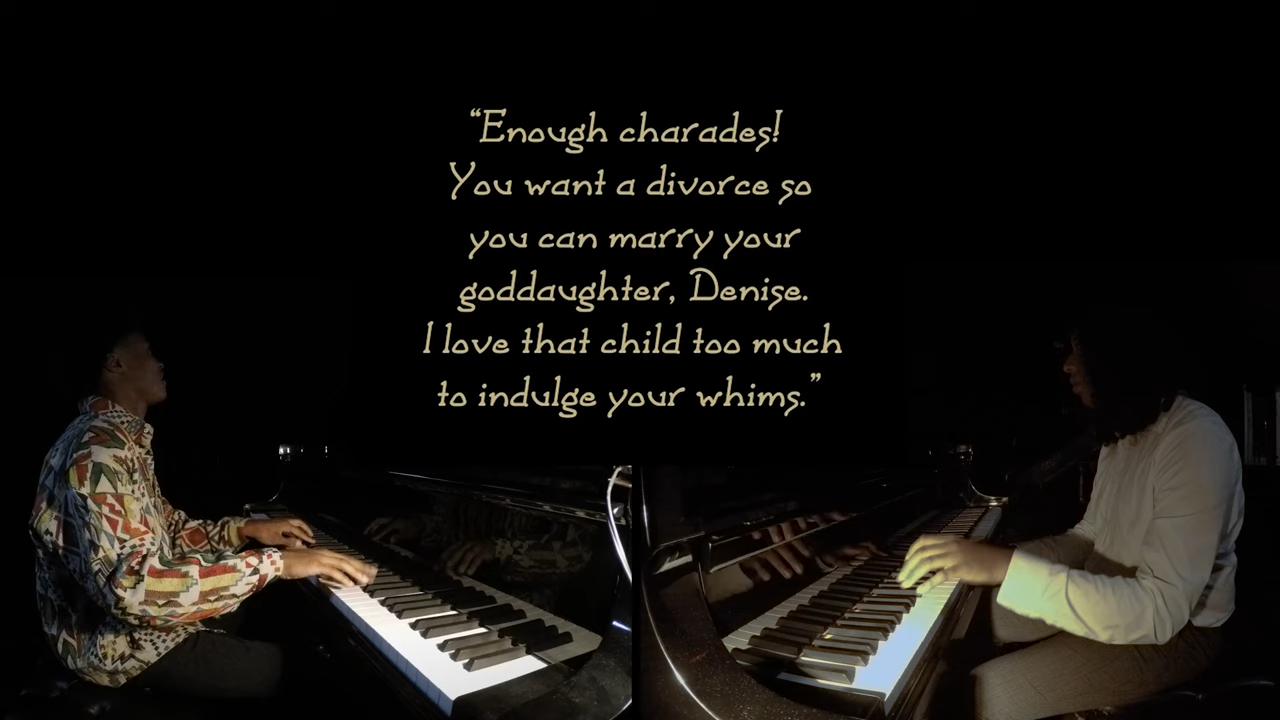 “Enough charades!
You want a divorce so
you can marry your
goddaughter, Denise.
I love that child too much
to indulge your whims.”